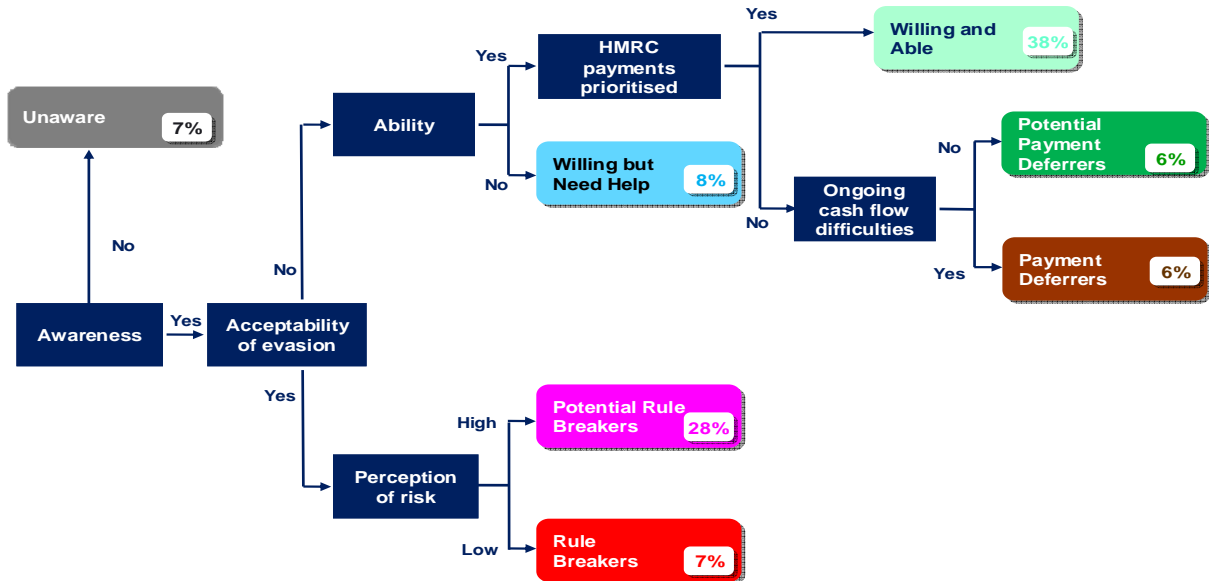 Yes
No
HMRC
payments
prioritised
Willing and
Able
38%
Yes
Unaware
7%
Ability
No
Willing but
Need Help
8%
No
Potential
Payment
Deferrers
6%
Ongoing
cash flow
difficulties
No
Yes
Payment
Deferrers
6%
No
No
Awareness
Yes
Acceptability
of evasion
Yes
High
Potential Rule
Breakers
28%
Perception
of risk
Low
Rule
Breakers
7%